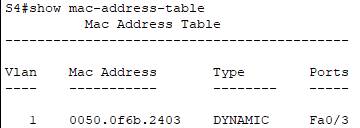 S4#show mac-address-table
Mac Address Table
-------------------------------------------
Vlan    Mac Address       Type        Ports
----    -----------       --------    -----
1    0050.0f6b.2403    DYNAMIC     Fa0/3